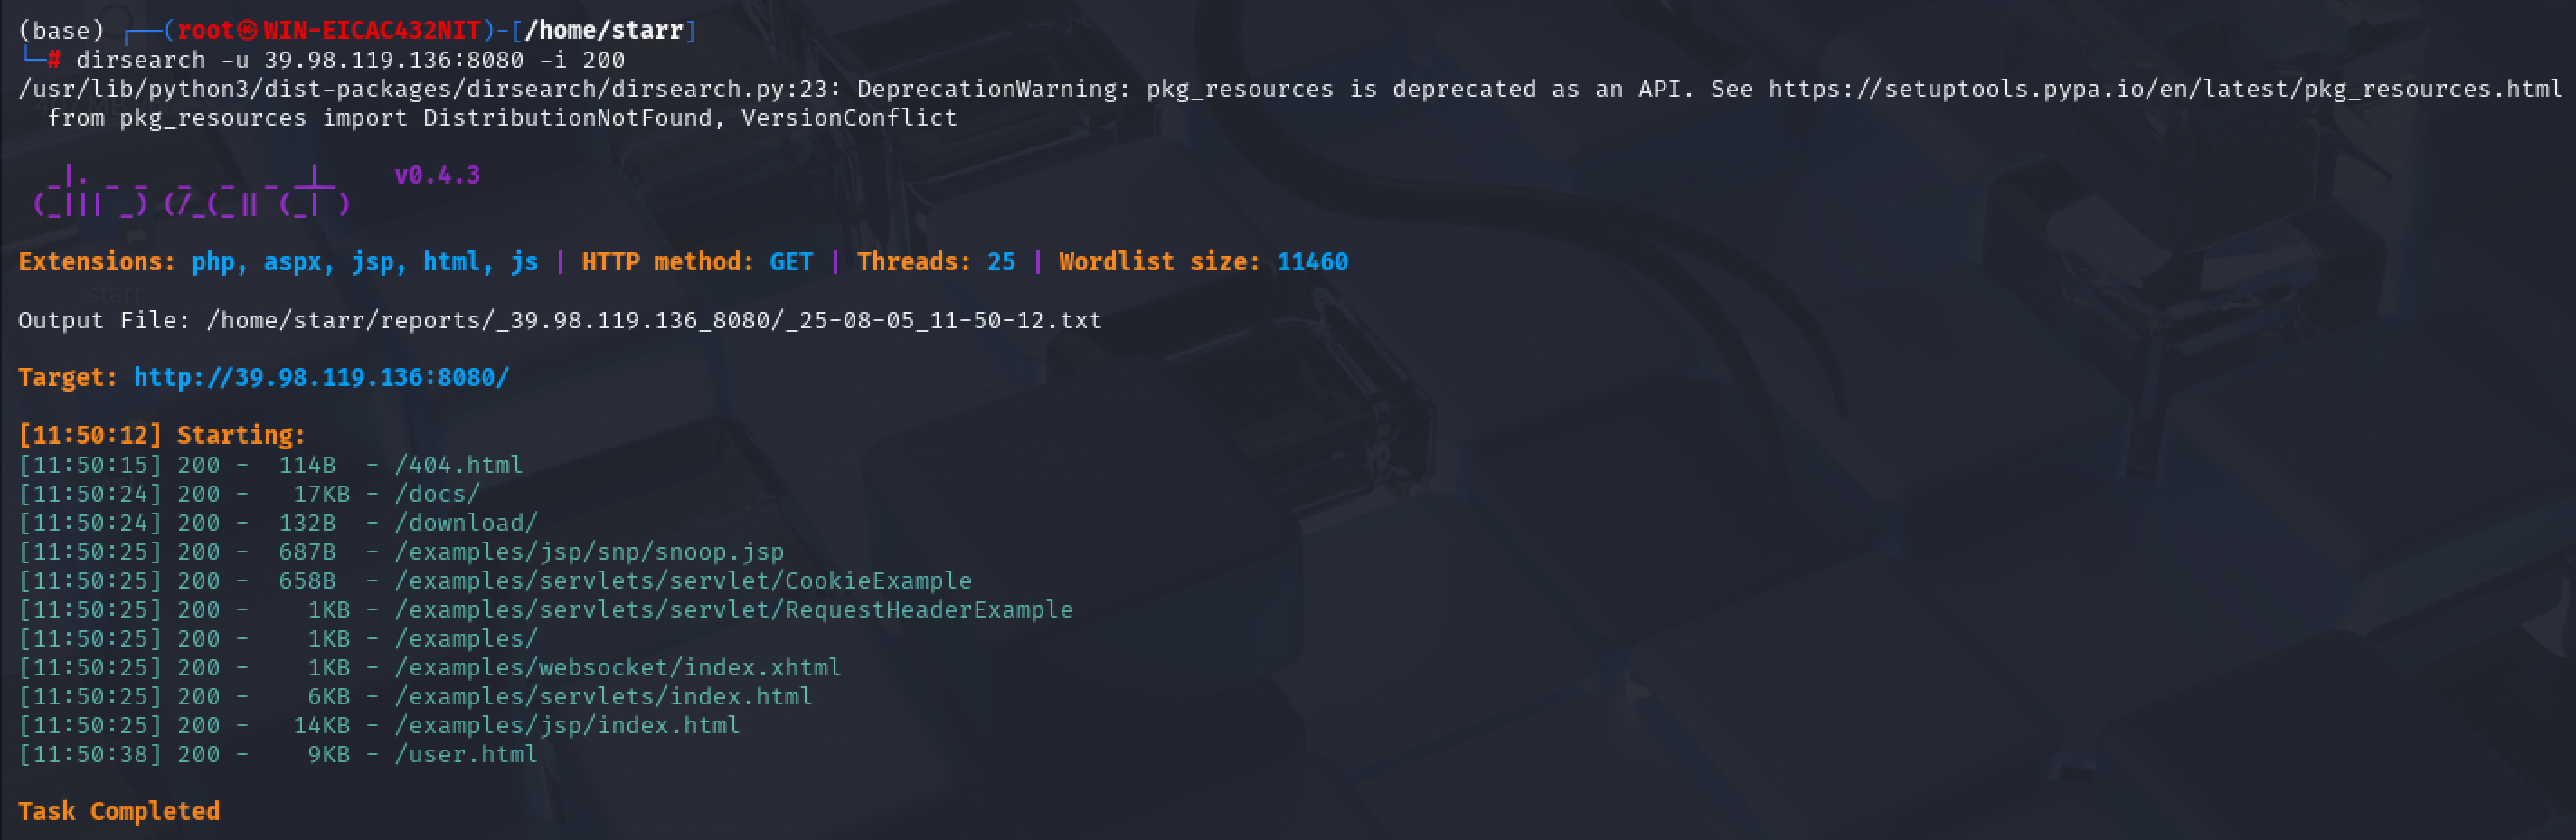 (base) ┌──(root㉿WIN-EICAC432NIT)-[/home/starr]
└─# dirsearch -u 39.98.119.136:8080 -i 200
/usr/lib/python3/dist-packages/dirsearch/dirsearch.py:23: DeprecationWarning: pkg_resources is deprecated as an API. See https://setuptools.pypa.io/en/latest/pkg_resources.html
  from pkg_resources import DistributionNotFound, VersionConflict
  _|. _ _  _  _  _ _|_    v0.4.3
 (_||| _) (/_(_|| (_| )
Extensions: php, aspx, jsp, html, js | HTTP method: GET | Threads: 25 | Wordlist size: 11460
starr
Output File: /home/starr/reports/_39.98.119.136_8080/_25-08-05_11-50-12.txt
Target: http://39.98.119.136:8080/
[11:50:12] Starting:
[11:50:15] 200 -  114B  - /404.html
[11:50:24] 200 -   17KB - /docs/
[11:50:24] 200 -  132B  - /download/
[11:50:25] 200 -  687B  - /examples/jsp/snp/snoop.jsp
[11:50:25] 200 -  658B  - /examples/servlets/servlet/CookieExample
[11:50:25] 200 -    1KB - /examples/servlets/servlet/RequestHeaderExample
[11:50:25] 200 -    1KB - /examples/
[11:50:25] 200 -    1KB - /examples/websocket/index.xhtml
[11:50:25] 200 -    6KB - /examples/servlets/index.html
[11:50:25] 200 -   14KB - /examples/jsp/index.html
[11:50:38] 200 -    9KB - /user.html
Task Completed